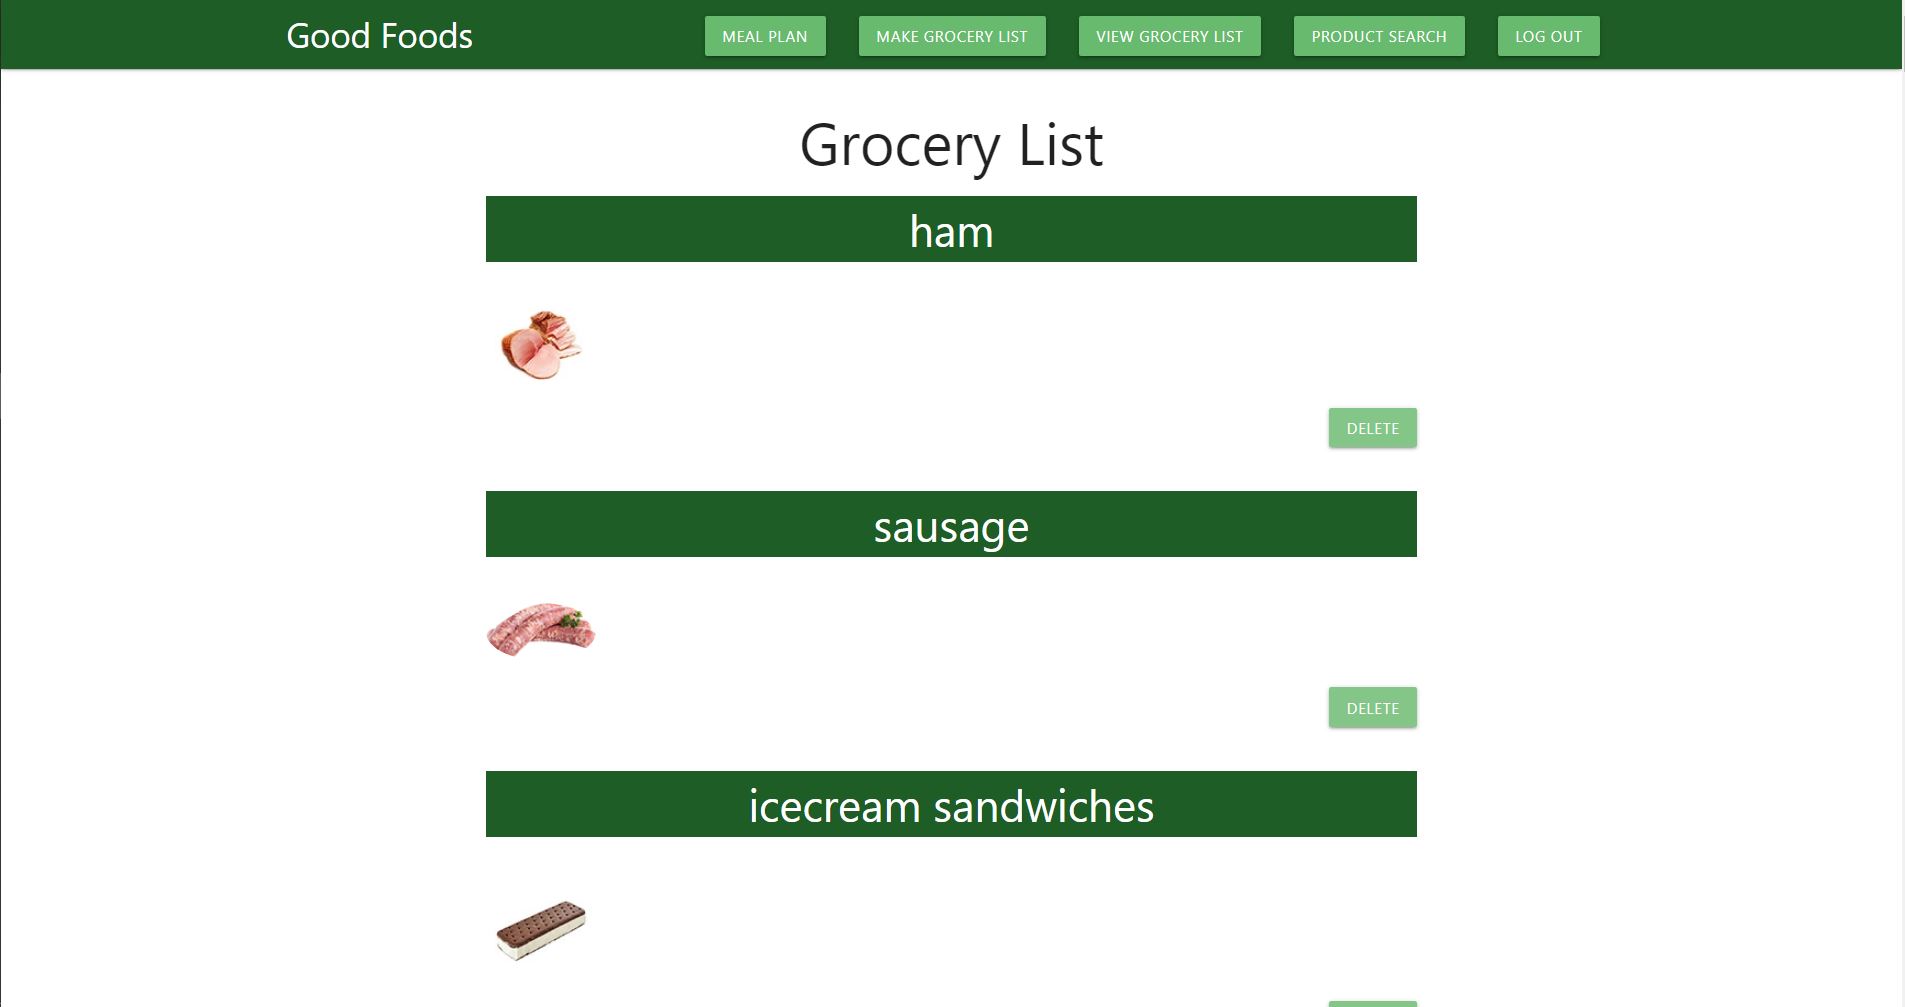 Good Foods
MEAL PLAN
MAKE GROCERY LIST
VIEW GROCERY LIST
PRODUCT SEARCH
LOG OUT
Grocery List
ham
DELETE
sausage
DELETE
icecream sandwiches